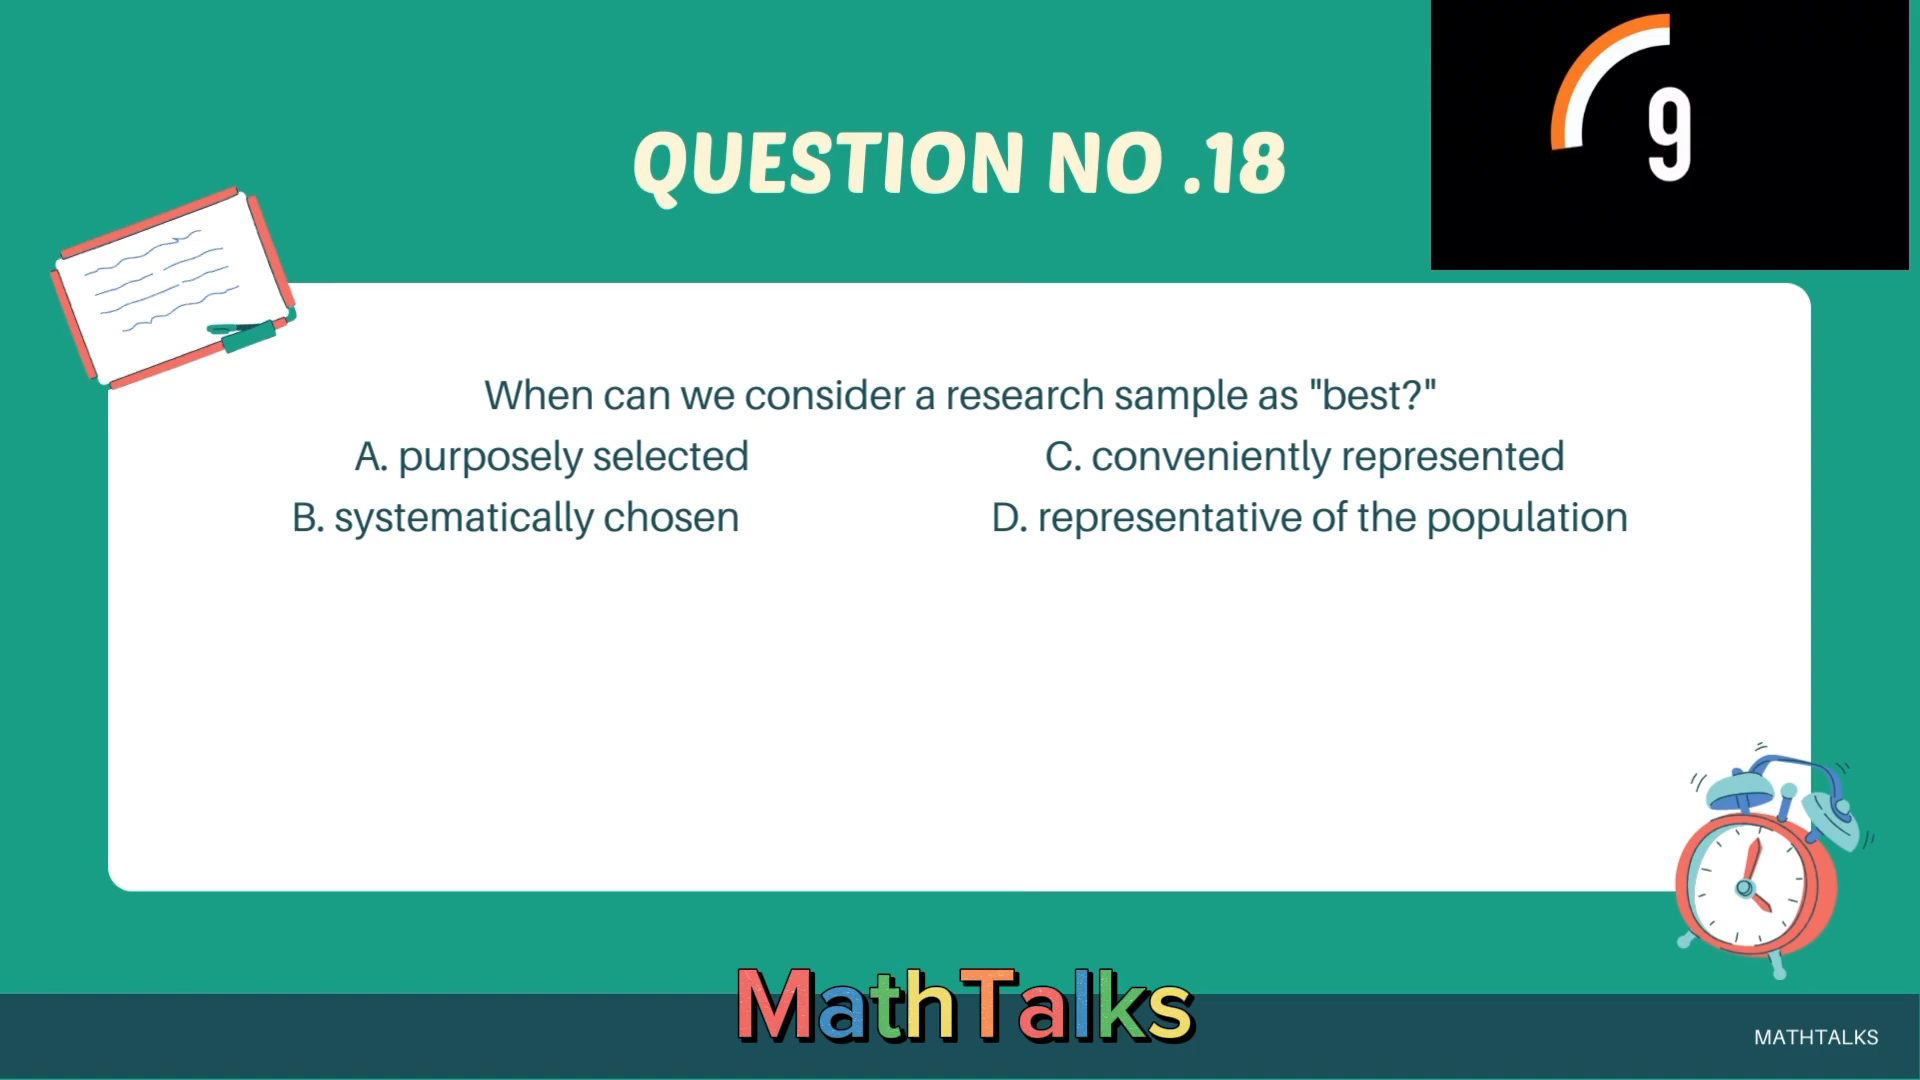 QUESTION NO .18
9
When can we consider a research sample as "best?"
A. purposely selected
C. conveniently represented
B. systematically chosen
D. representative of the population
MathTalks
MATHTALKS